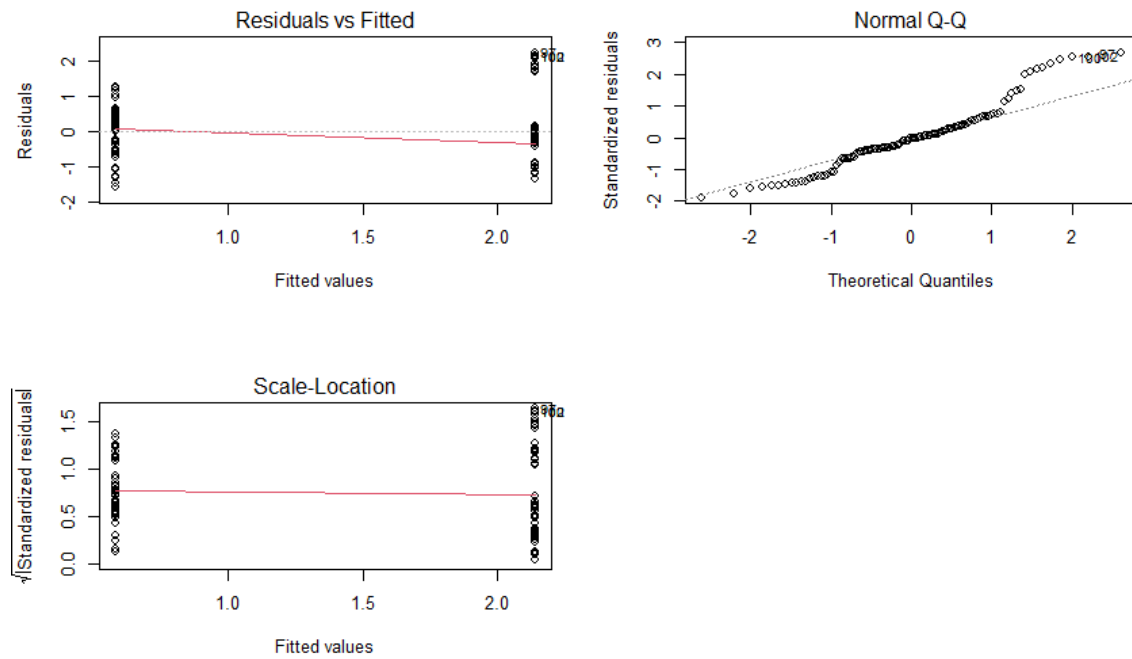 Residuals vs Fitted
Residuals
2
1
0
-1
-2
1.0 1.5 2.0
Fitted values
Normal Q-Q
Standardized residuals
3
2
1
0
-1
-2
-2 -1 0 1 2
Theoretical Quantiles
Scale-Location
√|Standardized residuals|
1.5
1.0
0.5
0.0
1.0 1.5 2.0
Fitted values